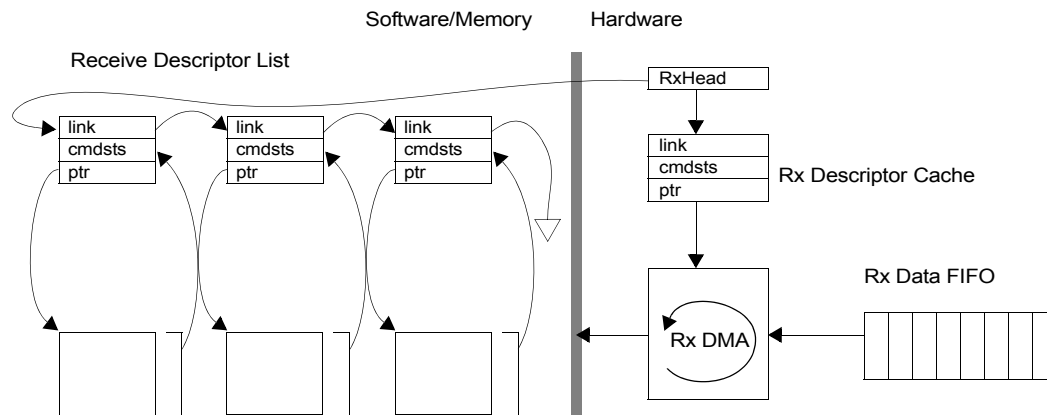 Software/Memory
Hardware
Receive Descriptor List
RxHead
link
cmdsts
ptr
link
cmdsts
ptr
link
cmdsts
ptr
link
cmdsts
ptr
Rx Descriptor Cache
Rx Data FIFO
Rx DMA